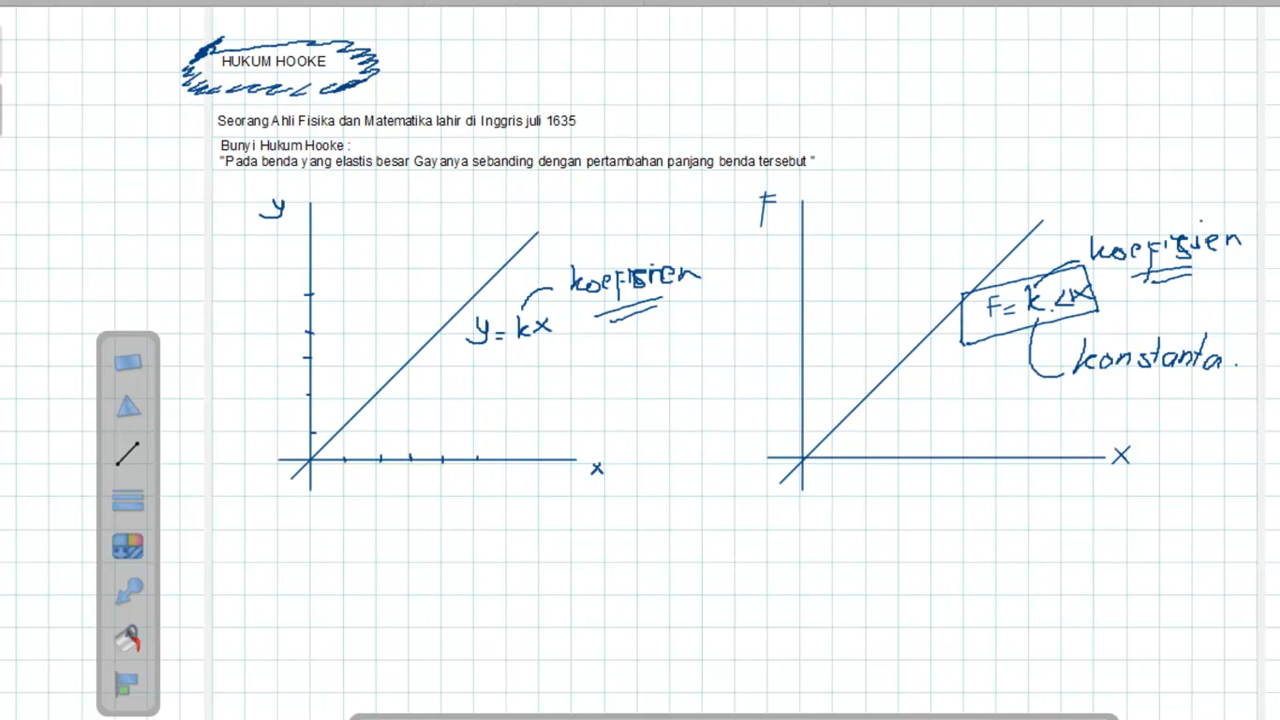 HUKUM HOOKE
Seorang Ahli Fisika dan Matematika lahir di Inggris juli 1635
Bunyi Hukum Hooke :
"Pada benda yang elastis besar Gayanya sebanding dengan pertambahan panjang benda tersebut "
y
koefisien
y = kx
x
F
koefisien
F = k. Δx
konstanta.
x